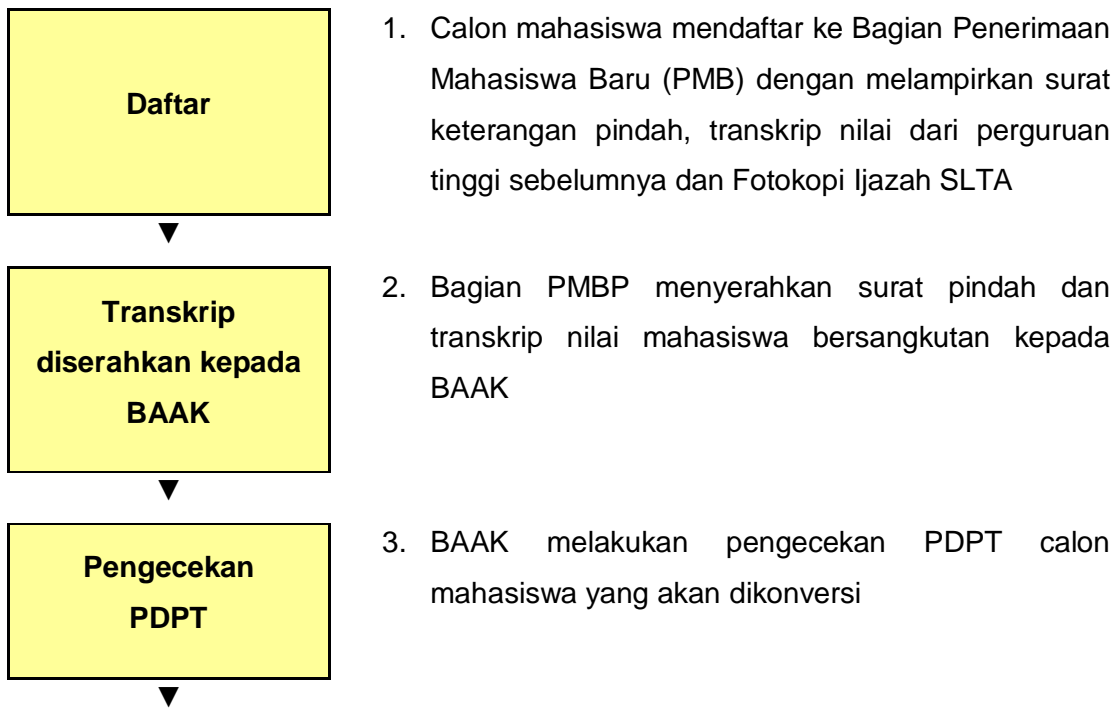 Daftar
1. Calon mahasiswa mendaftar ke Bagian Penerimaan
Mahasiswa Baru (PMB) dengan melampirkan surat
keterangan pindah, transkrip nilai dari perguruan
tinggi sebelumnya dan Fotokopi Ijazah SLTA
▼
Transkrip
diserahkan kepada
BAAK
2. Bagian PMBP menyerahkan surat pindah dan
transkrip nilai mahasiswa bersangkutan kepada
BAAK
▼
Pengecekan
PDPT
3. BAAK melakukan pengecekan PDPT calon
mahasiswa yang akan dikonversi
▼